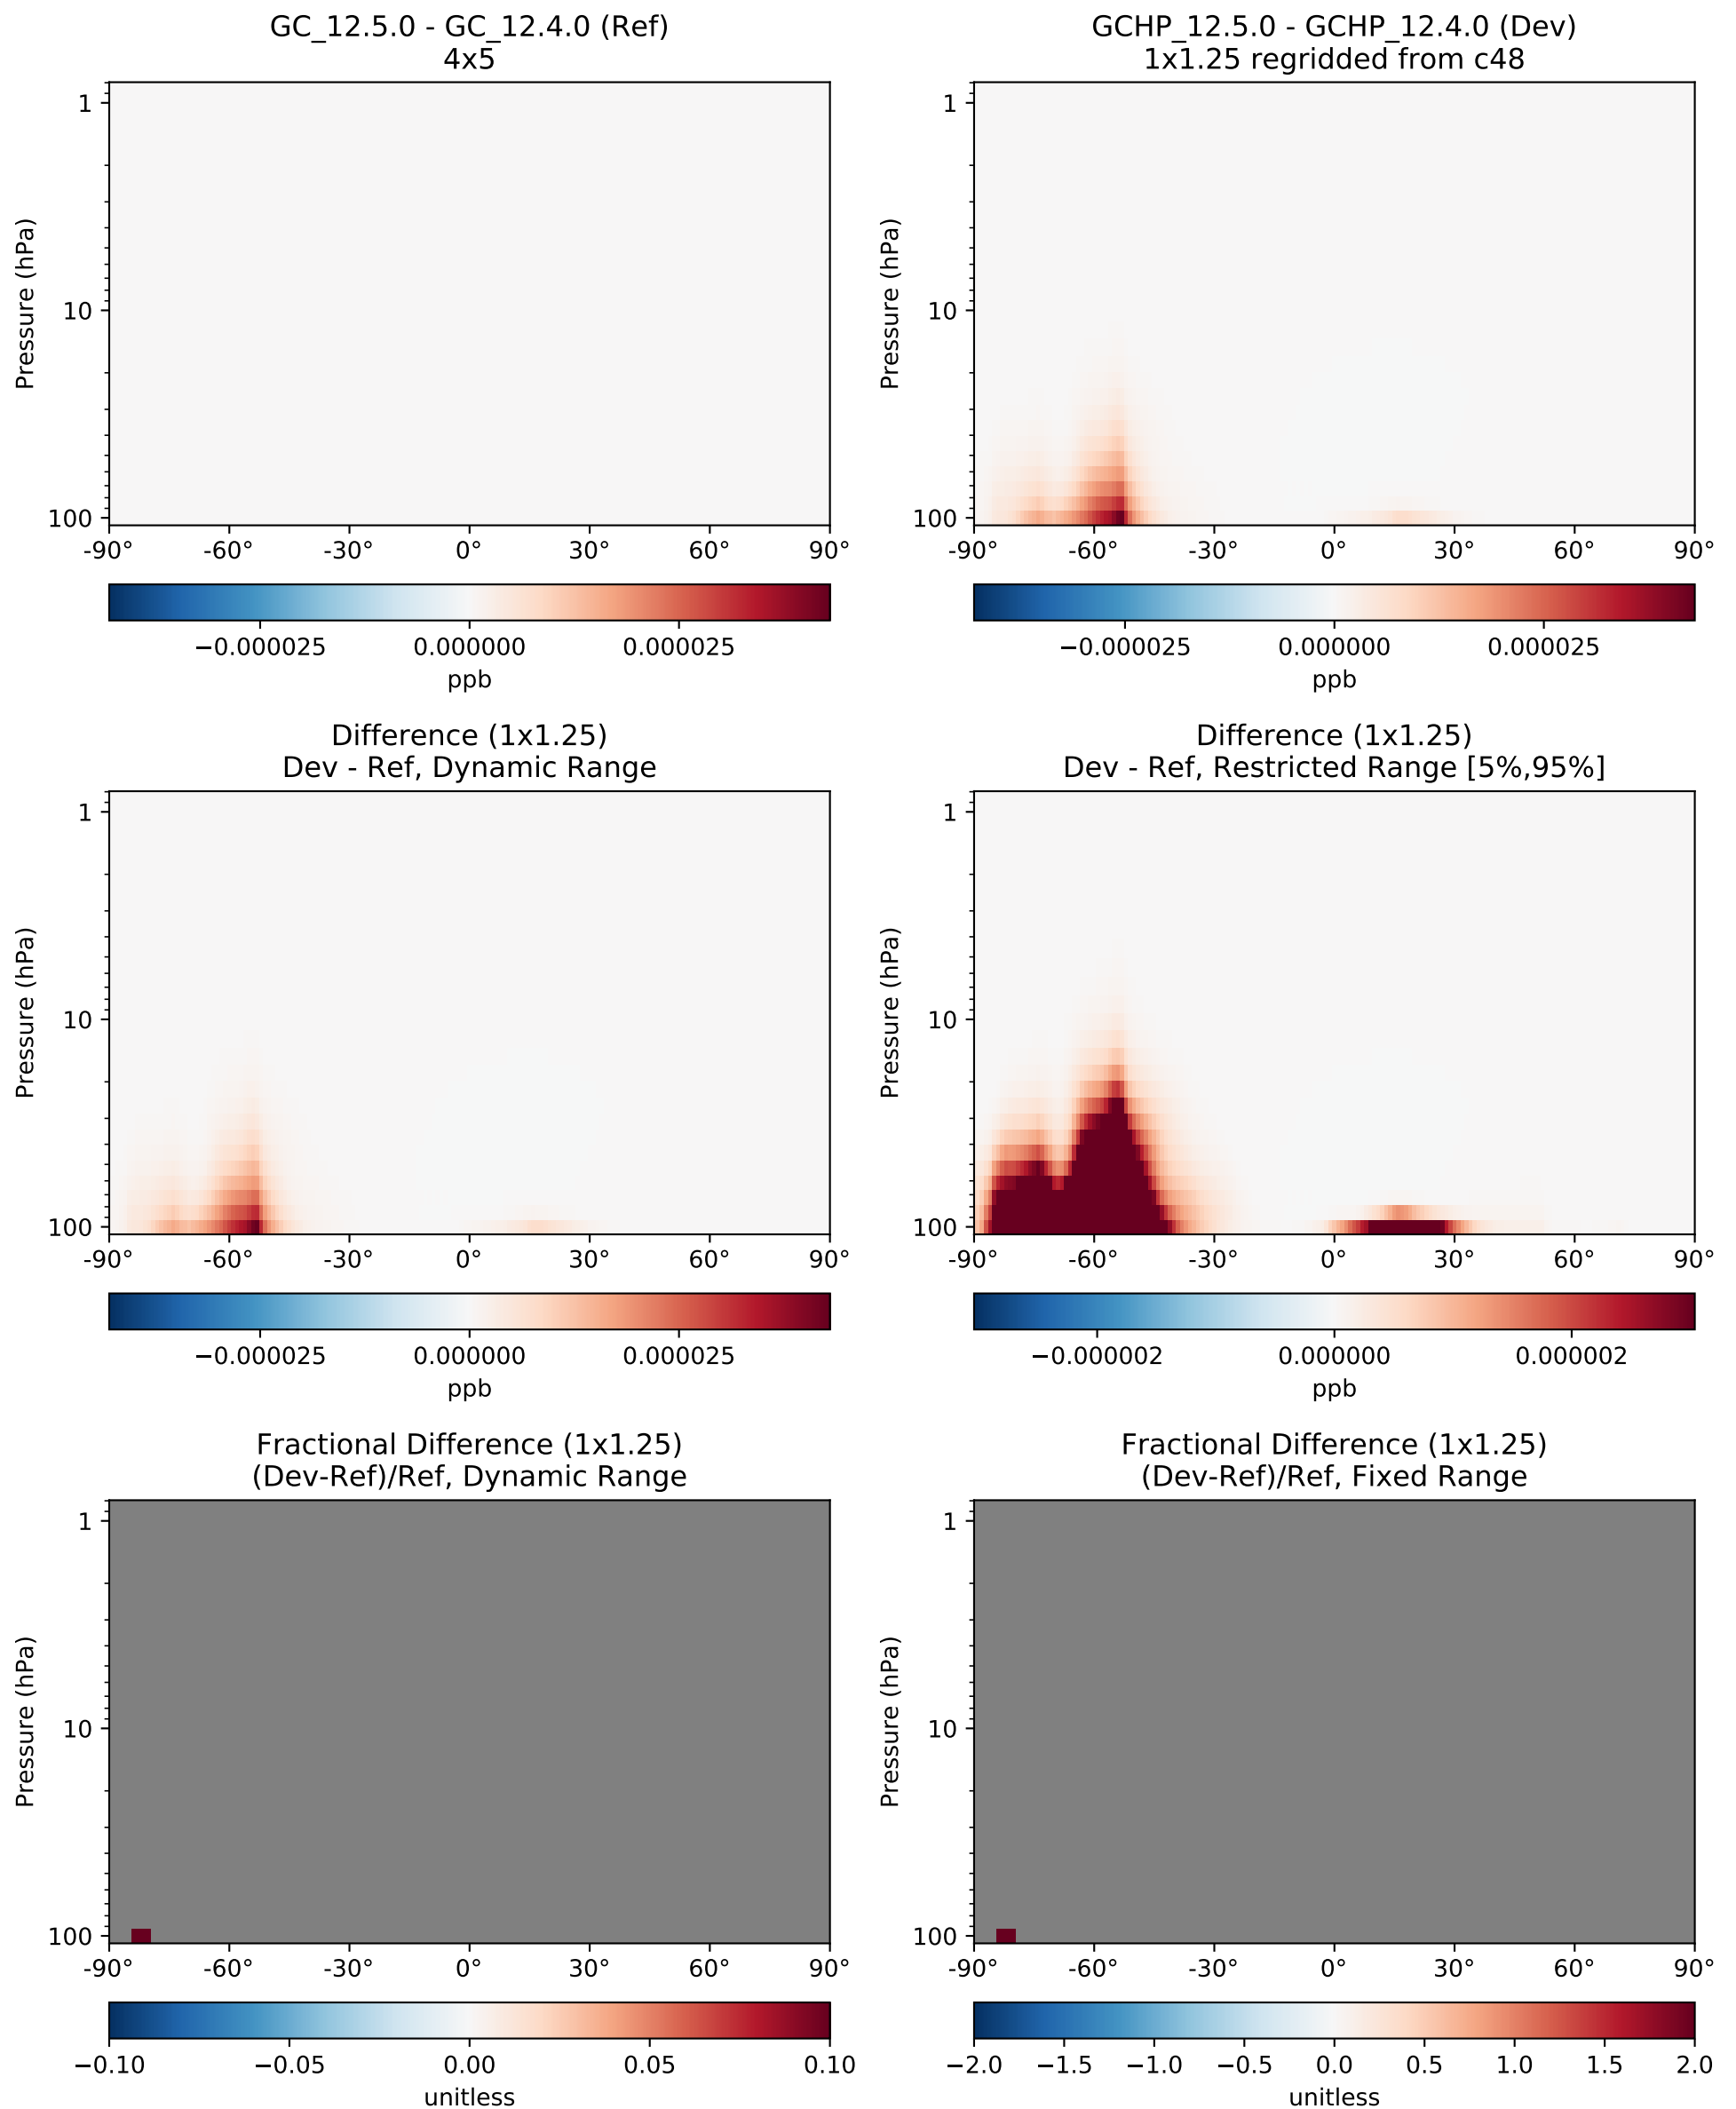 GC_12.5.0 - GC_12.4.0 (Ref)
4x5
Pressure (hPa)
1
10
100
-90° -60° -30° 0° 30° 60° 90°
−0.000025 0.000000 0.000025
ppb
GCHP_12.5.0 - GCHP_12.4.0 (Dev)
1x1.25 regridded from c48
Pressure (hPa)
1
10
100
-90° -60° -30° 0° 30° 60° 90°
−0.000025 0.000000 0.000025
ppb
Difference (1x1.25)
Dev - Ref, Dynamic Range
Pressure (hPa)
1
10
100
-90° -60° -30° 0° 30° 60° 90°
−0.000025 0.000000 0.000025
ppb
Difference (1x1.25)
Dev - Ref, Restricted Range [5%,95%]
Pressure (hPa)
1
10
100
-90° -60° -30° 0° 30° 60° 90°
−0.000002 0.000000 0.000002
ppb
Fractional Difference (1x1.25)
(Dev-Ref)/Ref, Dynamic Range
Pressure (hPa)
1
10
100
-90° -60° -30° 0° 30° 60° 90°
−0.10 −0.05 0.00 0.05 0.10
unitless
Fractional Difference (1x1.25)
(Dev-Ref)/Ref, Fixed Range
Pressure (hPa)
1
10
100
-90° -60° -30° 0° 30° 60° 90°
−2.0 −1.5 −1.0 −0.5 0.0 0.5 1.0 1.5 2.0
unitless